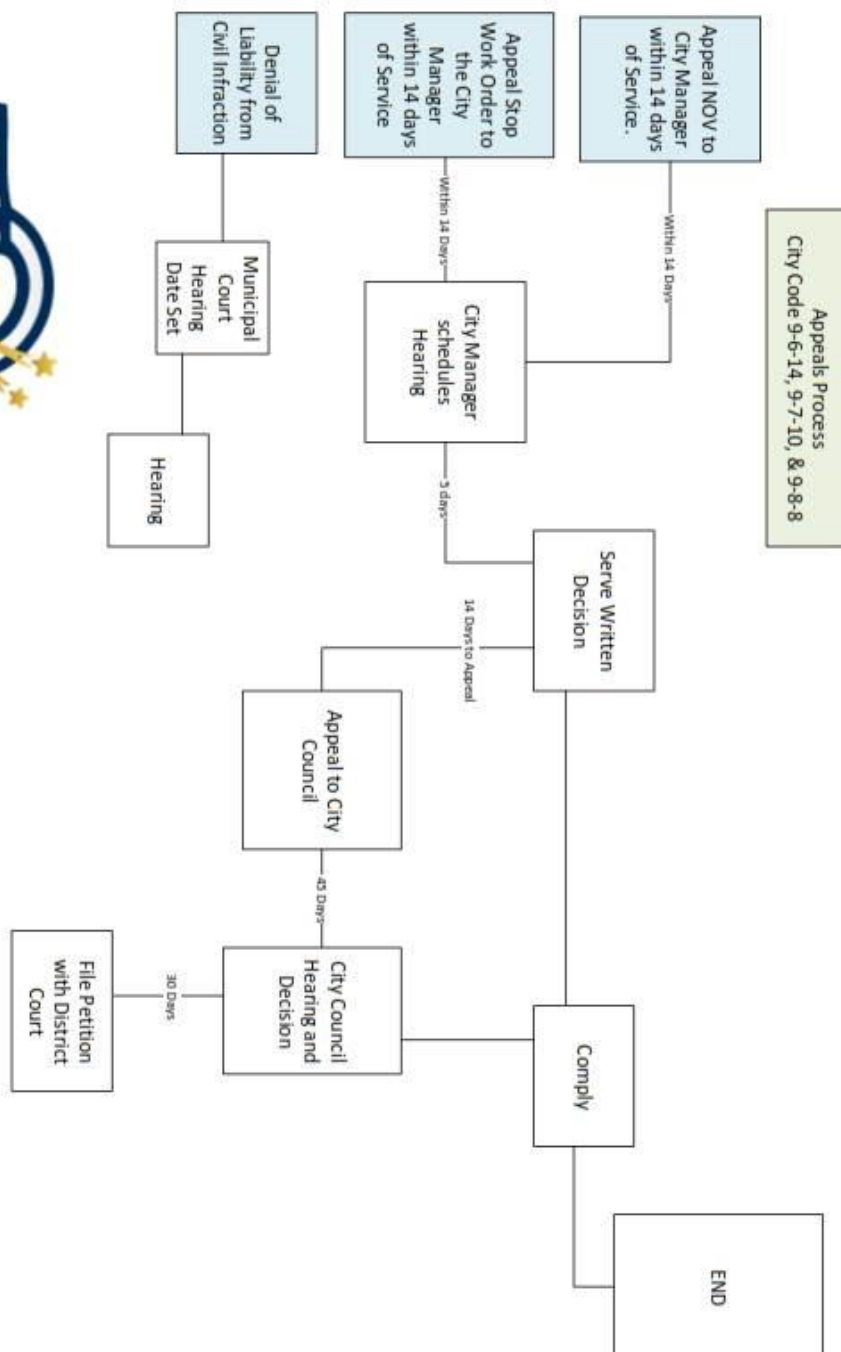 Appeals Process
City Code 9-6-14, 9-7-10, & 9-8-8
Appeal NOV to
City Manager
within 14 days
of Service.
Within 14 Days
Appeal Stop
Work Order to
the City
Manager
within 14 days
of Service
Within 14 Days
City Manager
schedules
Hearing
5 days
Serve Written
Decision
14 Days to Appeal
Appeal to City
Council
45 Days
City Council
Hearing and
Decision
30 Days
File Petition
with District
Court
Comply
END
Denial of
Liability from
Civil Infraction
Municipal
Court
Hearing
Date Set
Hearing